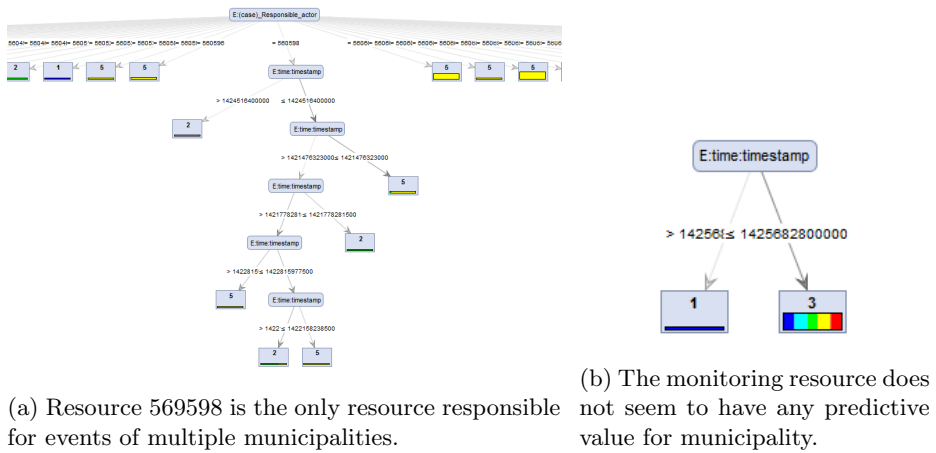 E:(case)_Responsible_actor
= 560598
2 1 5 5 5 5 5
E:time:timestamp
> 1424516400000 ≤ 1424516400000
2
E:time:timestamp
> 1421476323000 ≤ 1421476323000
E:time:timestamp
5
> 1421778281 ≤ 1421778281500
E:time:timestamp
2
> 1422815 ≤ 1422815977500
5
E:time:timestamp
> 1422 ≤ 1422158238500
2 5
E:time:timestamp
> 14256 ≤ 1425682800000
1 3
(a) Resource 569598 is the only resource responsible
for events of multiple municipalities.
(b) The monitoring resource does
not seem to have any predictive
value for municipality.